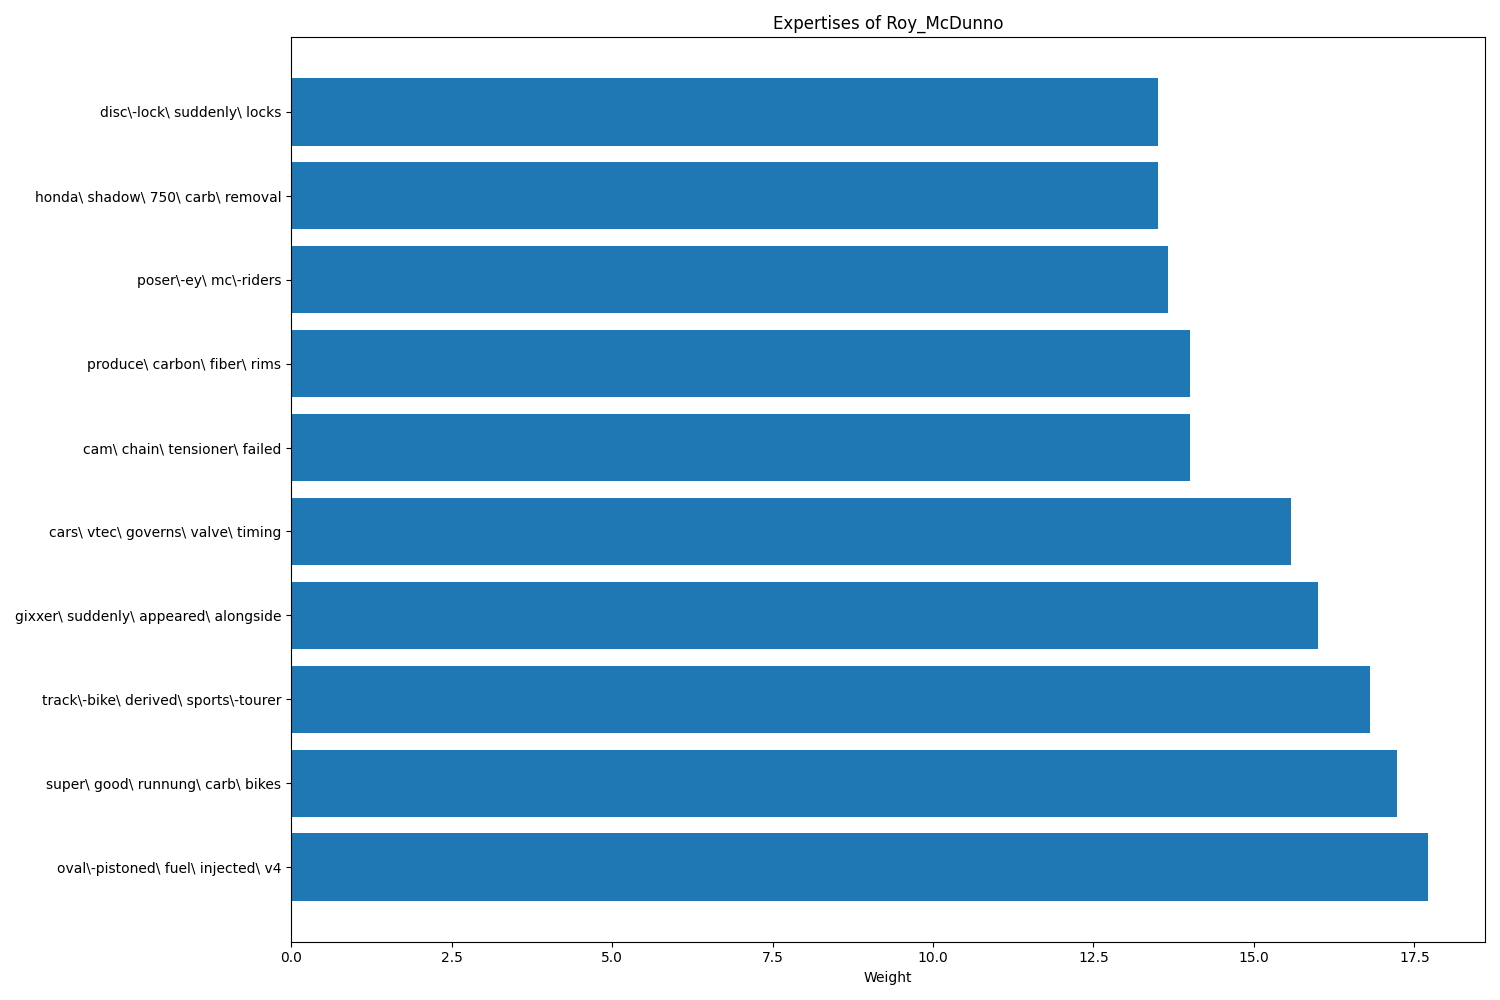 Expertises of Roy_McDunno
disc\-lock\ suddenly\ locks
honda\ shadow\ 750\ carb\ removal
poser\-ey\ mc\-riders
produce\ carbon\ fiber\ rims
cam\ chain\ tensioner\ failed
cars\ vtec\ governs\ valve\ timing
gixxer\ suddenly\ appeared\ alongside
track\-bike\ derived\ sports\-tourer
super\ good\ runnung\ carb\ bikes
oval\-pistoned\ fuel\ injected\ v4
0.0 2.5 5.0 7.5 10.0 12.5 15.0 17.5
Weight